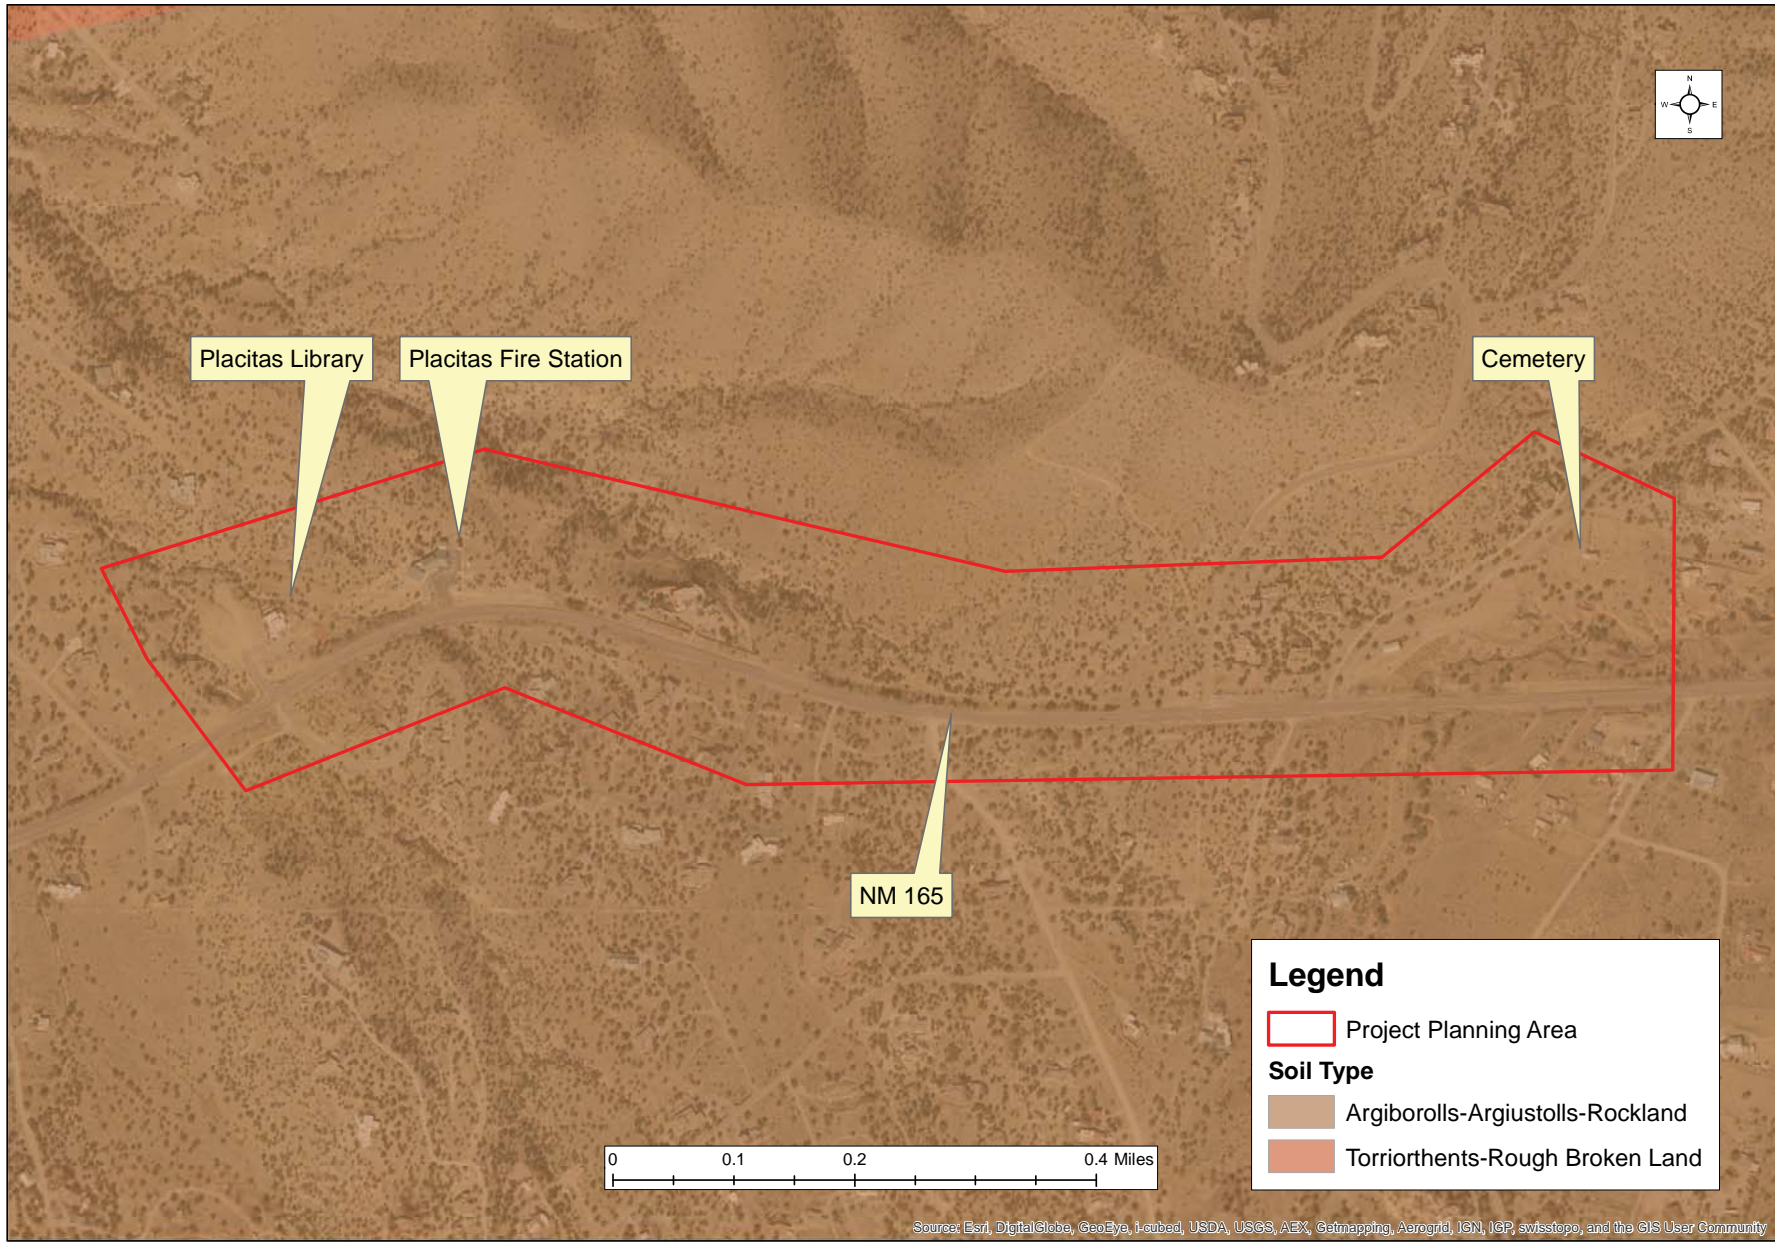 N
W E
S
Placitas Library
Placitas Fire Station
Cemetery
NM 165
Legend
Project Planning Area
Soil Type
Argiborolls-Argiustolls-Rockland
Torriorthents-Rough Broken Land
0 0.1 0.2 0.4 Miles
Source: Esri, DigitalGlobe, GeoEye, i-cubed, USDA, USGS, AEX, Getmapping, Aerogrid, IGN, IGP, swisstopo, and the GIS User Community